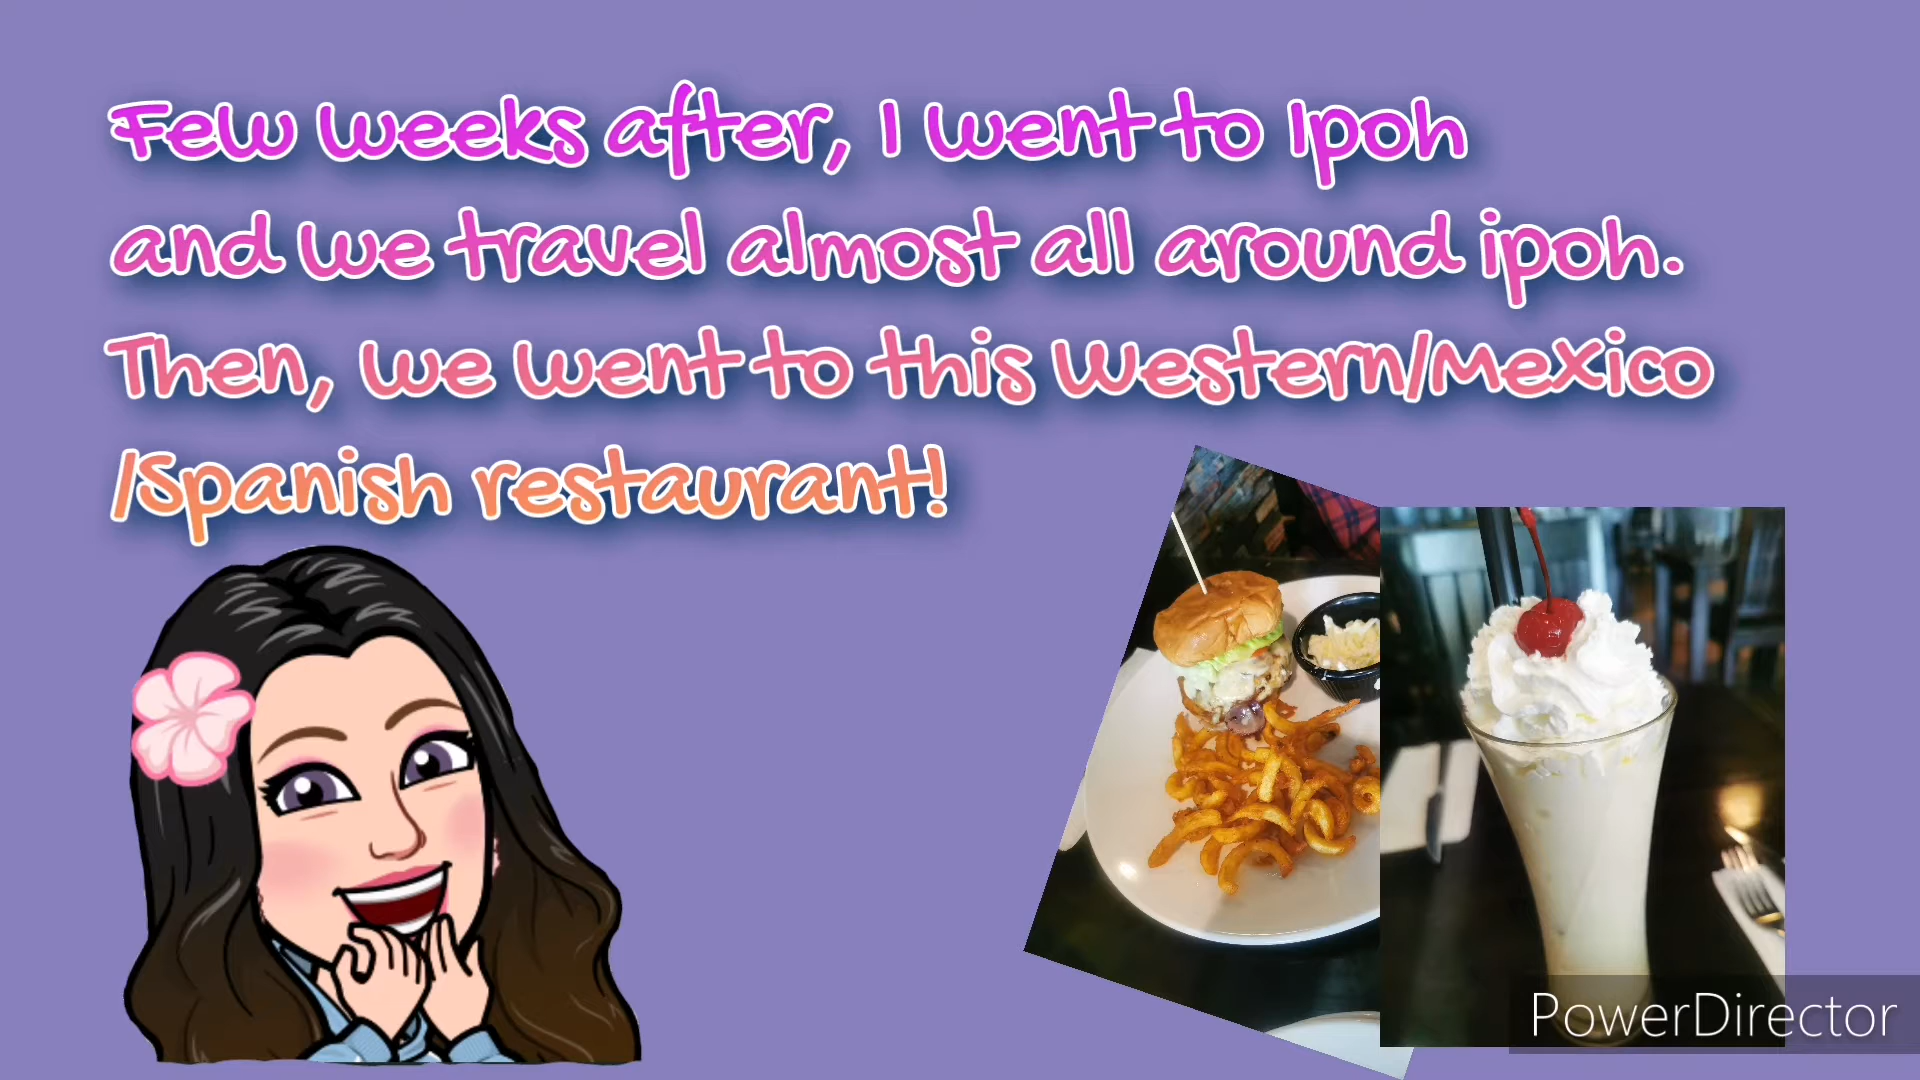 Few weeks after, I went to Ipoh
and we travel almost all around ipoh.
Then, we went to this Western/Mexico
/Spanish restaurant!
PowerDirector